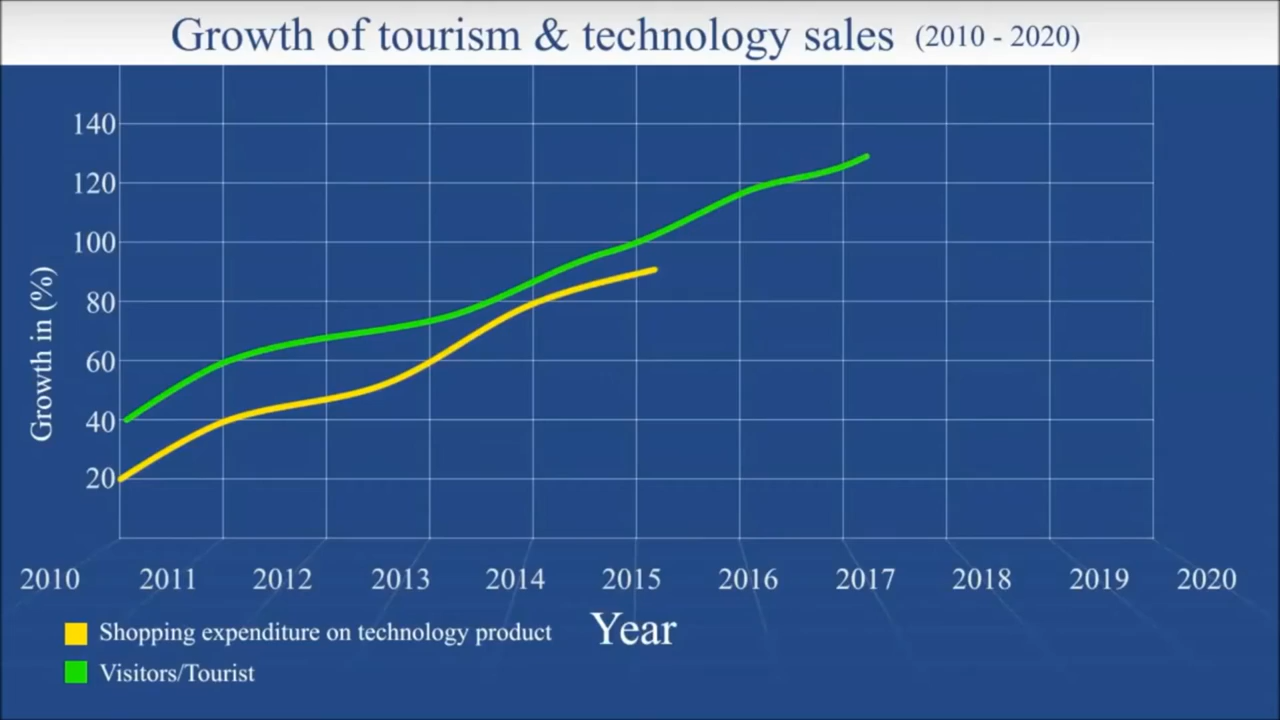 Growth of tourism & technology sales (2010 - 2020)
140
120
100
80
60
40
20
Growth in (%)
2010 2011 2012 2013 2014 2015 2016 2017 2018 2019 2020
Year
Shopping expenditure on technology product
Visitors/Tourist